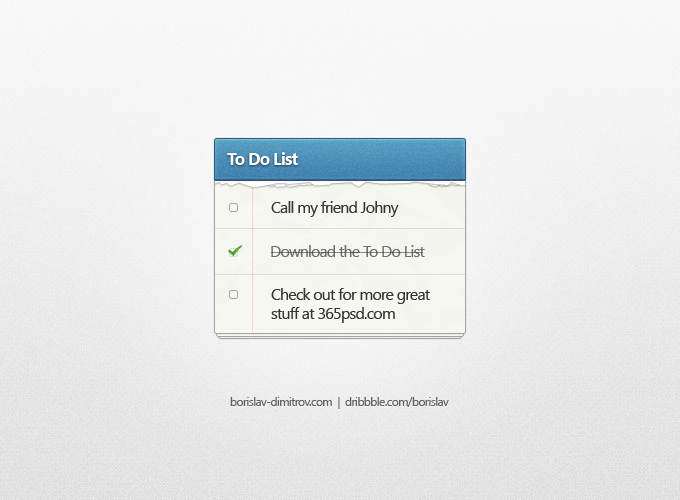 To Do List
Call my friend Johny
Download the To Do List
Check out for more great
stuff at 365psd.com
borislav-dimitrov.com | dribbble.com/borislav